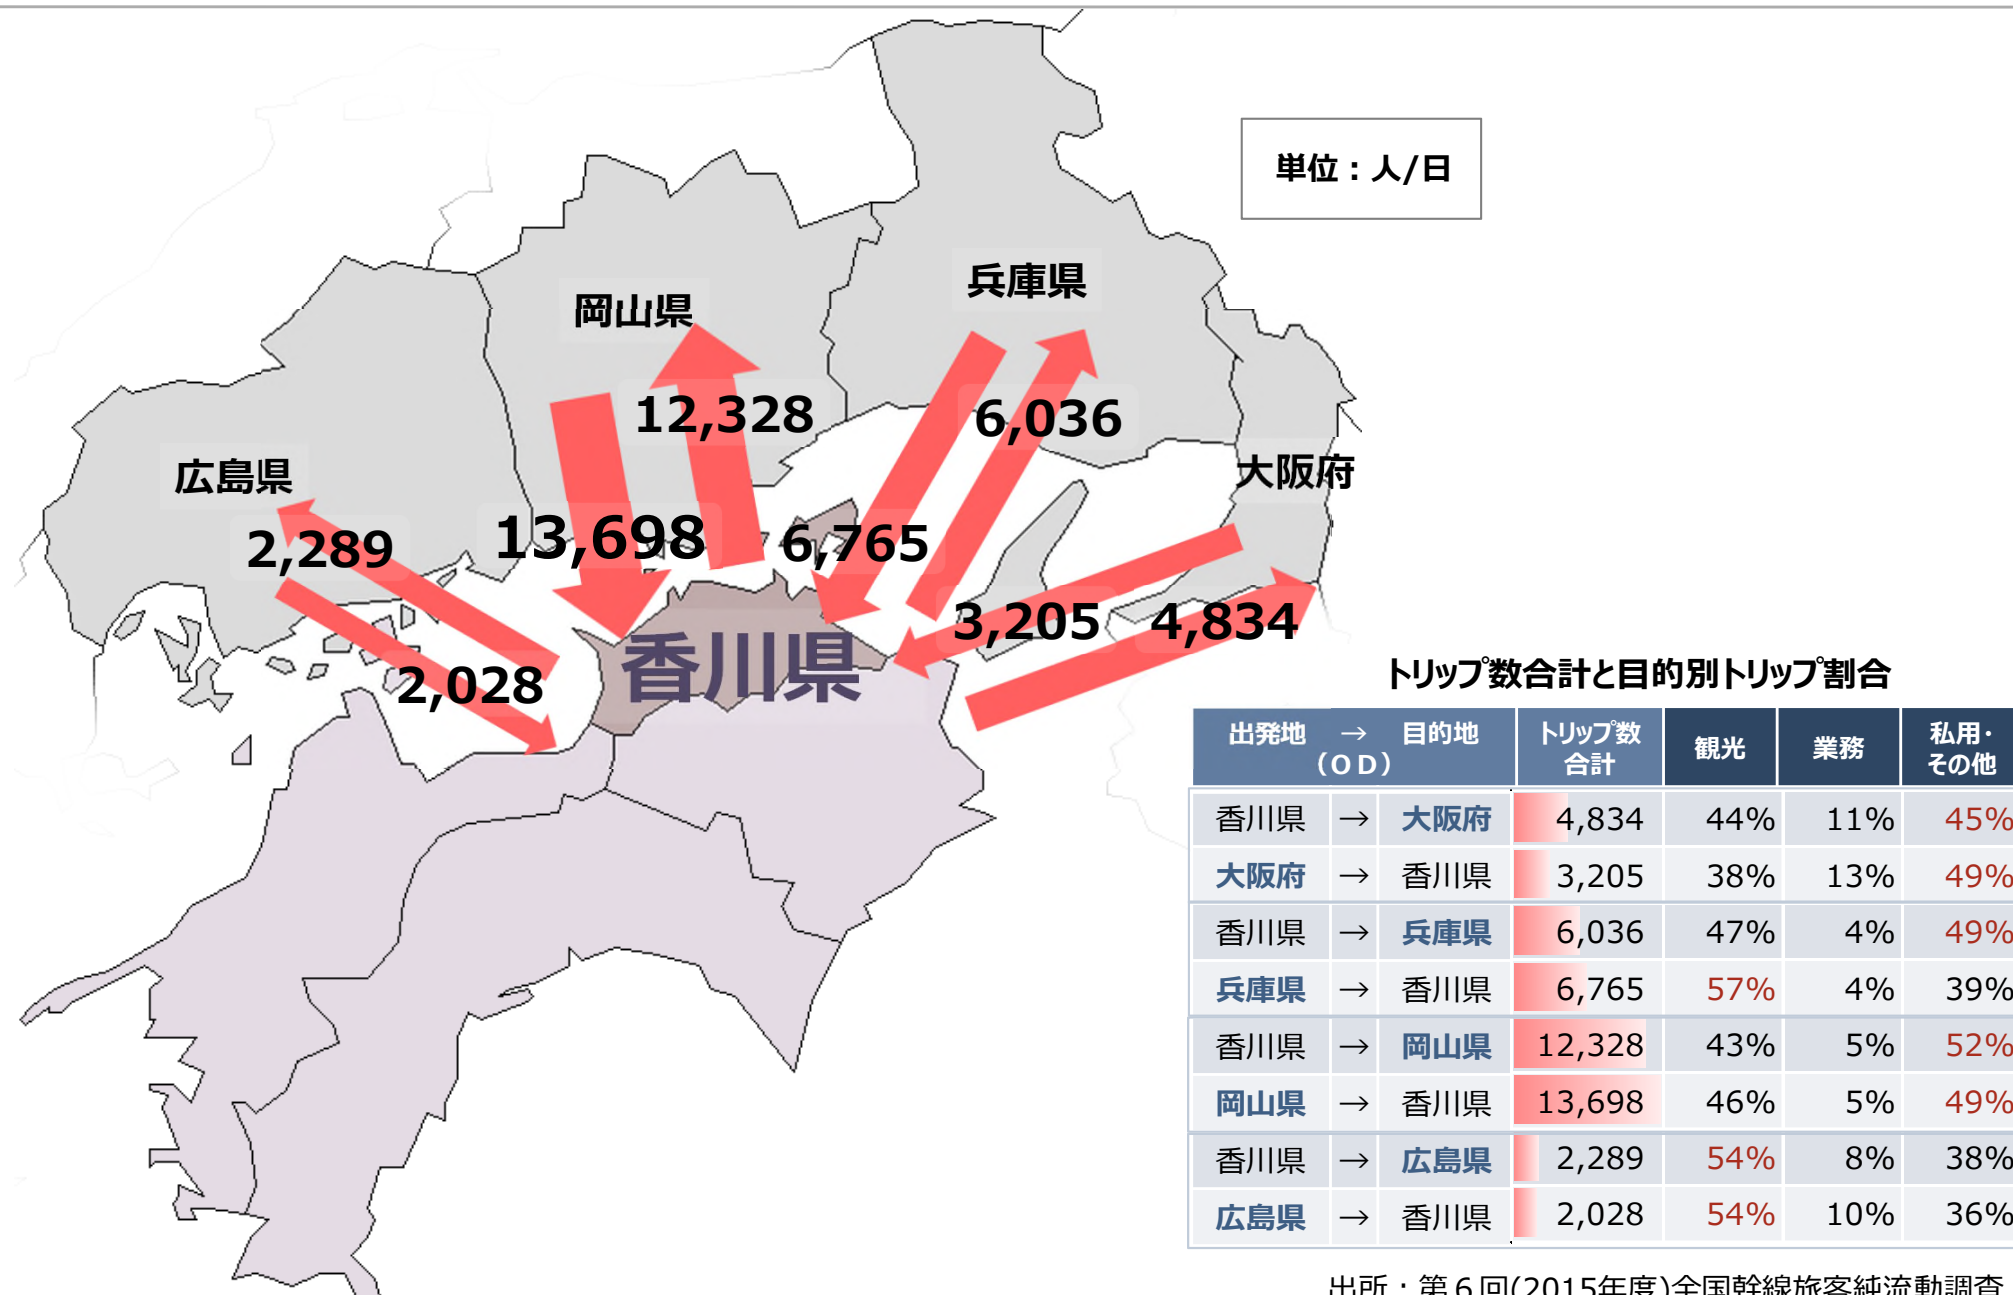 単位：人/日
兵庫県
岡山県
12,328
6,036
広島県
大阪府
2,289
13,698
6,765
3,205
4,834
香川県
2,028
トリップ数合計と目的別トリップ割合
出発地 → 目的地 トリップ数 観光 業務 私用・
（ＯＤ） 合計 その他
香川県 → 大阪府 4,834 44% 11% 45%
大阪府 → 香川県 3,205 38% 13% 49%
香川県 → 兵庫県 6,036 47% 4% 49%
兵庫県 → 香川県 6,765 57% 4% 39%
香川県 → 岡山県 12,328 43% 5% 52%
岡山県 → 香川県 13,698 46% 5% 49%
香川県 → 広島県 2,289 54% 8% 38%
広島県 → 香川県 2,028 54% 10% 36%
出所：第６回(2015年度)全国幹線旅客純流動調査